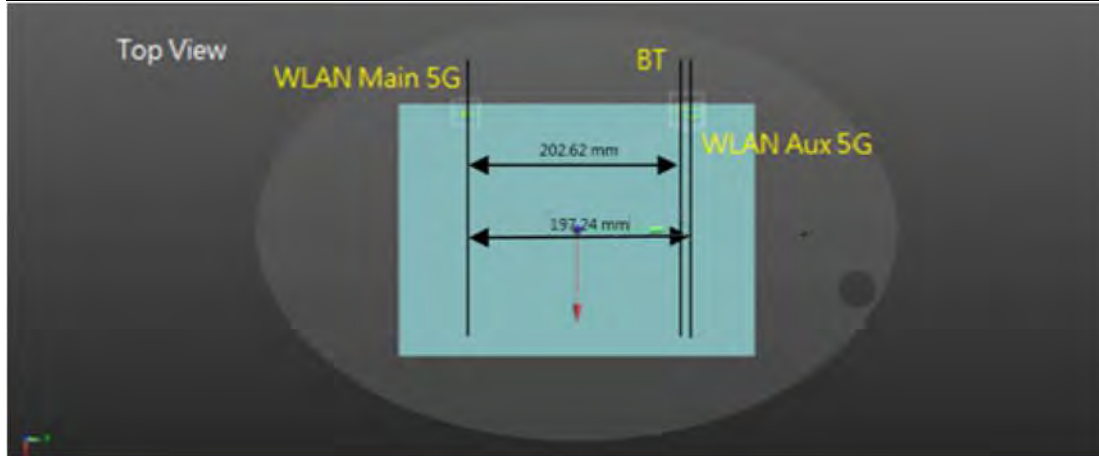 Top View
BT
WLAN Main 5G
WLAN Aux 5G
202.62 mm
197.24 mm